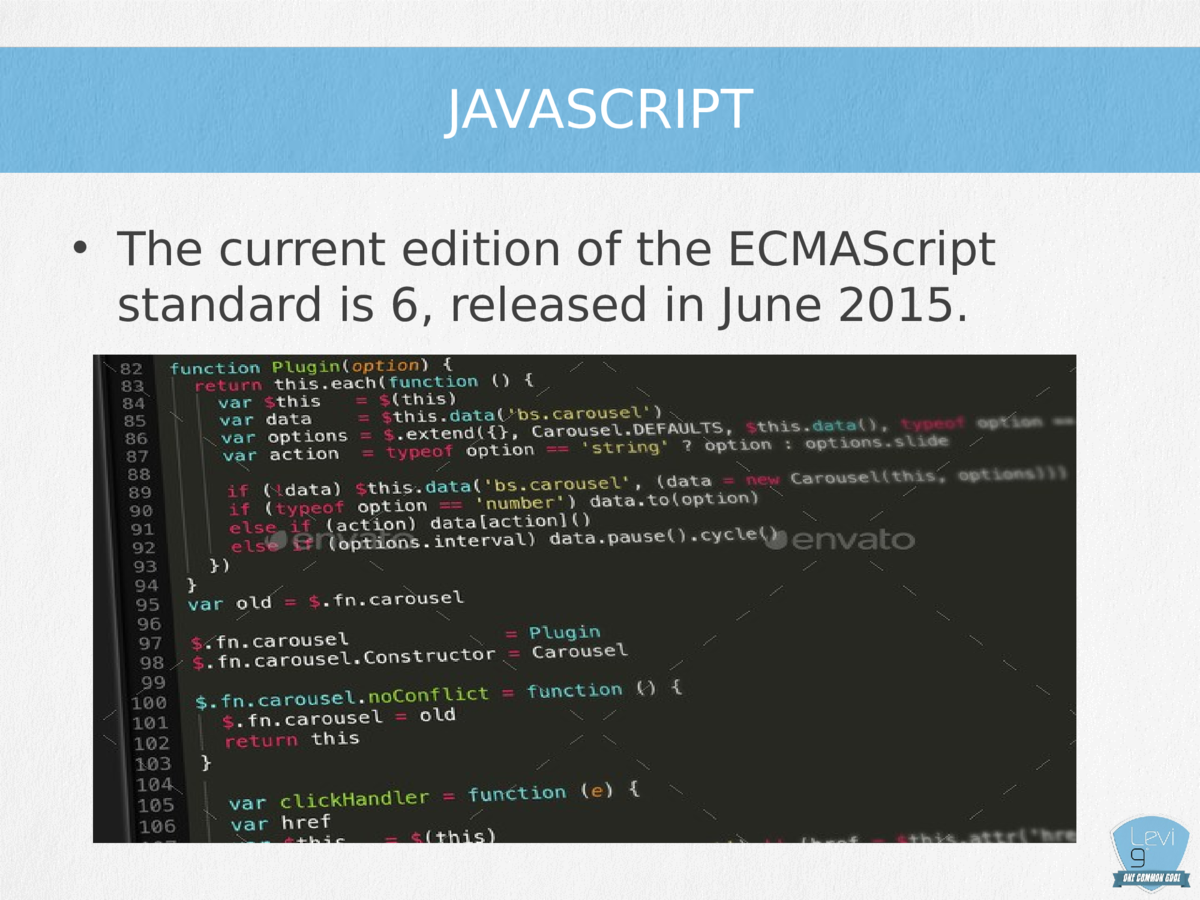 JAVASCRIPT
• The current edition of the ECMAScript
standard is 6, released in June 2015.
82 function Plugin(option) {
83 return this.each(function () {
84 var $this = $(this)
85 var data = $this.data('bs.carousel')
86 var options = $.extend({}, Carousel.DEFAULTS, $this.data(), typeof option ==
87 var action = typeof option == 'string' ? option : options.slide
88
89 if (!data) $this.data('bs.carousel', (data = new Carousel(this, options)))
90 if (typeof option == 'number') data.to(option)
91 else if (action) data[action]()
92 else if (options.interval) data.pause().cycle()
envato envato
93 })
94 }
95 var old = $.fn.carousel
96
97 $.fn.carousel = Plugin
98 $.fn.carousel.Constructor = Carousel
99
100 $.fn.carousel.noConflict = function () {
101 $.fn.carousel = old
102 return this
103 }
104
105 var clickHandler = function (e) {
106 var href
$this = $(this) (href = $this.attr('hre
Levi
9
ONE COMMON GOAL